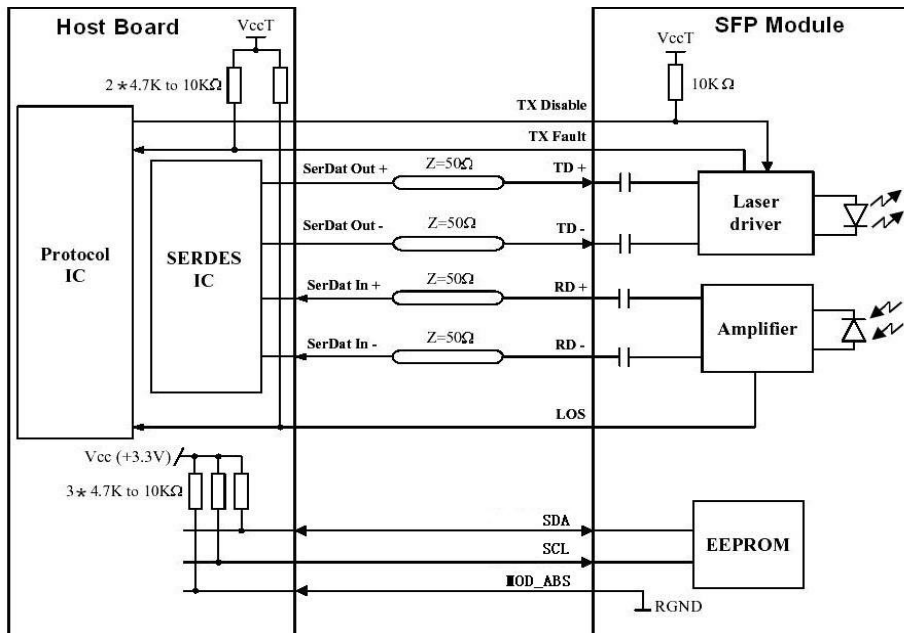 Host Board
SFP Module
VccT
VccT
2*4.7K to 10KΩ
10KΩ
TX Disable
TX Fault
SerDat Out +
Z=50Ω
TD +
SerDat Out -
Z=50Ω
TD -
Laser
driver
Protocol
IC
SERDES
IC
SerDat In +
Z=50Ω
RD +
SerDat In -
Z=50Ω
RD -
Amplifier
LOS
Vcc (+3.3V)
3*4.7K to 10KΩ
SDA
SCL
EEPROM
MOD_ABS
RGND